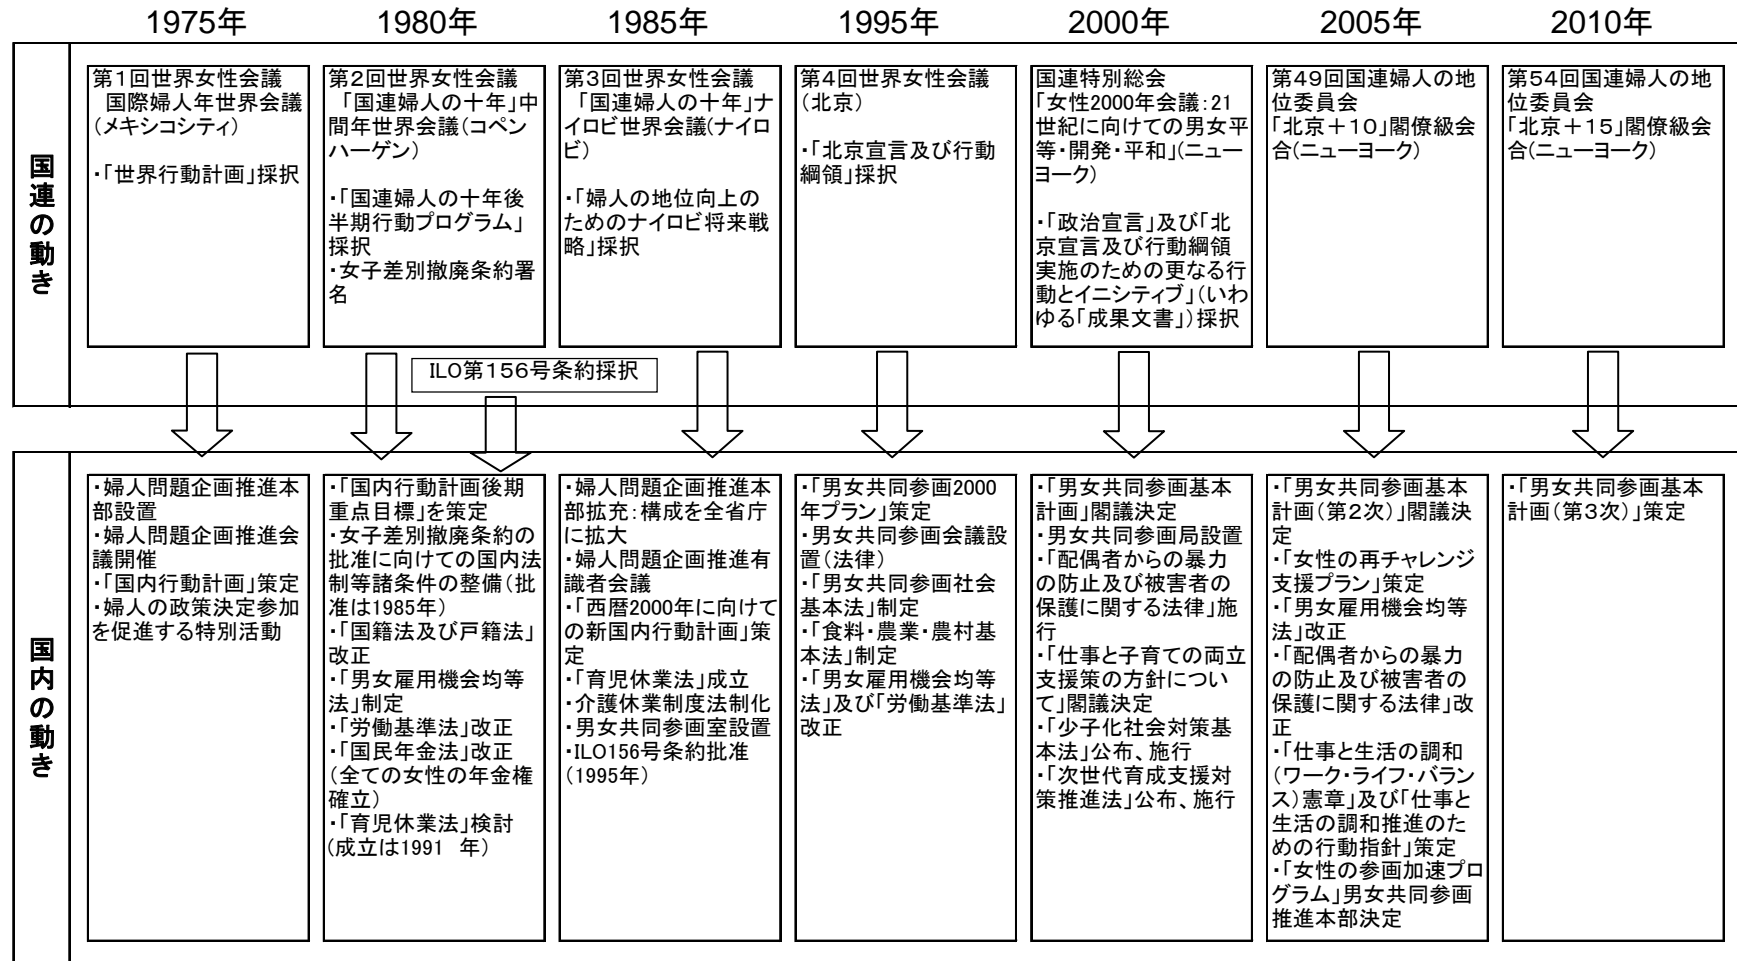 1975年
1980年
1985年
1995年
2000年
2005年
2010年
国連の動き
第1回世界女性会議
国際婦人年世界会議
(メキシコシティ)
・「世界行動計画」採択
第2回世界女性会議
「国連婦人の十年」中
間年世界会議(コペン
ハーゲン)
・「国連婦人の十年後
半期行動プログラム」
採択
・女子差別撤廃条約署
名
第3回世界女性会議
「国連婦人の十年」ナ
イロビ世界会議(ナイロ
ビ)
・「婦人の地位向上の
ためのナイロビ将来戦
略」採択
第4回世界女性会議
(北京)
・「北京宣言及び行動
綱領」採択
国連特別総会
「女性2000年会議:21
世紀に向けての男女平
等・開発・平和」(ニュー
ヨーク)
・「政治宣言」及び「北
京宣言及び行動綱領
実施のための更なる行
動とイニシティブ」(いわ
ゆる「成果文書」)採択
第49回国連婦人の地
位委員会
「北京+10」閣僚級会
合(ニューヨーク)
第54回国連婦人の地
位委員会
「北京+15」閣僚級会
合(ニューヨーク)
ILO第156号条約採択
国内の動き
・婦人問題企画推進本
部設置
・婦人問題企画推進会
議開催
・「国内行動計画」策定
・婦人の政策決定参加
を促進する特別活動
・「国内行動計画後期
重点目標」を策定
・女子差別撤廃条約の
批准に向けての国内法
制等諸条件の整備(批
准は1985年)
・「国籍法及び戸籍法」
改正
・「男女雇用機会均等
法」制定
・「労働基準法」改正
・「国民年金法」改正
(全ての女性の年金権
確立)
・「育児休業法」検討
(成立は1991 年)
・婦人問題企画推進本
部拡充:構成を全省庁
に拡大
・婦人問題企画推進有
識者会議
・「西暦2000年に向けて
の新国内行動計画」策
定
・「育児休業法」成立
・介護休業制度法制化
・男女共同参画室設置
・ILO156号条約批准
(1995年)
・「男女共同参画2000
年プラン」策定
・男女共同参画会議設
置(法律)
・「男女共同参画社会
基本法」制定
・「食料・農業・農村基
本法」制定
・「男女雇用機会均等
法」及び「労働基準法」
改正
・「男女共同参画基本
計画」閣議決定
・男女共同参画局設置
・「配偶者からの暴力
の防止及び被害者の
保護に関する法律」施
行
・「仕事と子育ての両立
支援策の方針につい
て」閣議決定
・「少子化社会対策基
本法」公布、施行
・「次世代育成支援対
策推進法」公布、施行
・「男女共同参画基本
計画(第2次)」閣議決
定
・「女性の再チャレンジ
支援プラン」策定
・「男女雇用機会均等
法」改正
・「配偶者からの暴力
の防止及び被害者の
保護に関する法律」改
正
・「仕事と生活の調和
(ワーク・ライフ・バラン
ス)憲章」及び「仕事と
生活の調和推進のた
めの行動指針」策定
・「女性の参画加速プロ
グラム」男女共同参画
推進本部決定
・「男女共同参画基本
計画(第3次)」策定